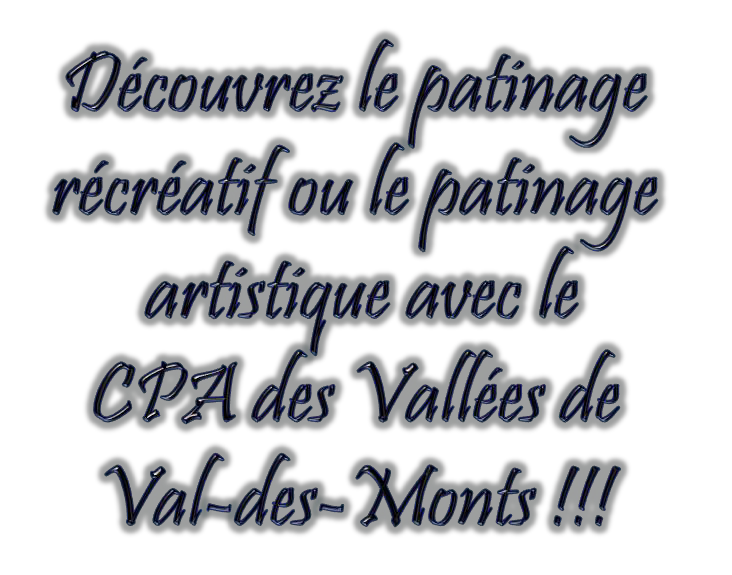 Découvrez le patinage
récréatif ou le patinage
artistique avec le
CPA des Vallées de
Val-des-Monts !!!